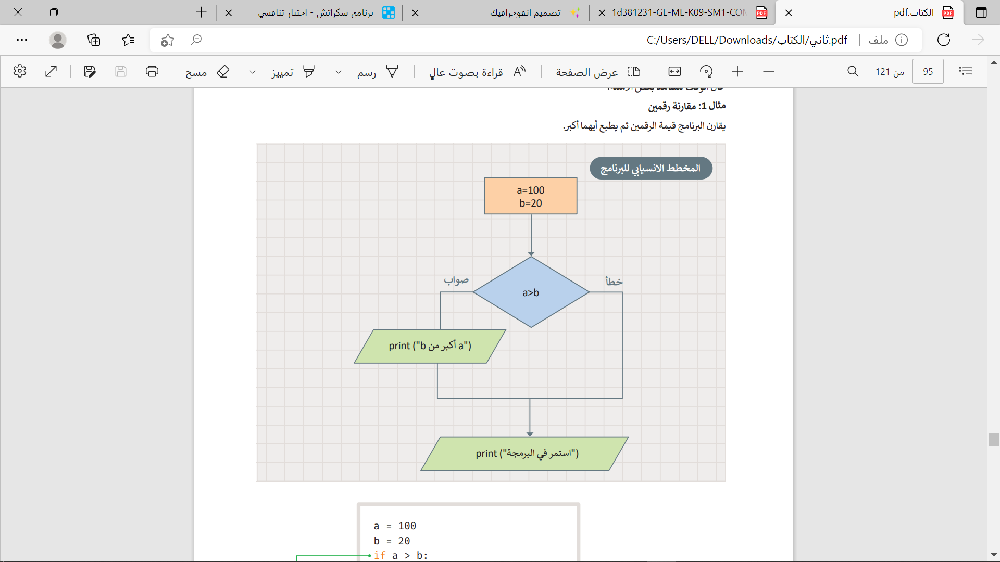 الكتاب.pdf
1d381231-GE-ME-K09-SM1-COM
تصميم انفوجرافيك
برنامج سكراتش - اختبار تنافسي
ملف
C:/Users/DELL/Downloads/ثاني/الكتاب.pdf
95
من 121
عرض الصفحة
قراءة بصوت عالٍ
رسم
تمييز
مسح
مثال 1: مقارنة رقمين
يقارن البرنامج قيمة الرقمين ثم يطبع أيهما أكبر.
المخطط الانسيابي للبرنامج
a=100
b=20
a>b
صواب
خطأ
print ("b أكبر من a")
print ("استمر في البرمجة")
a = 100
b = 20
if a > b: